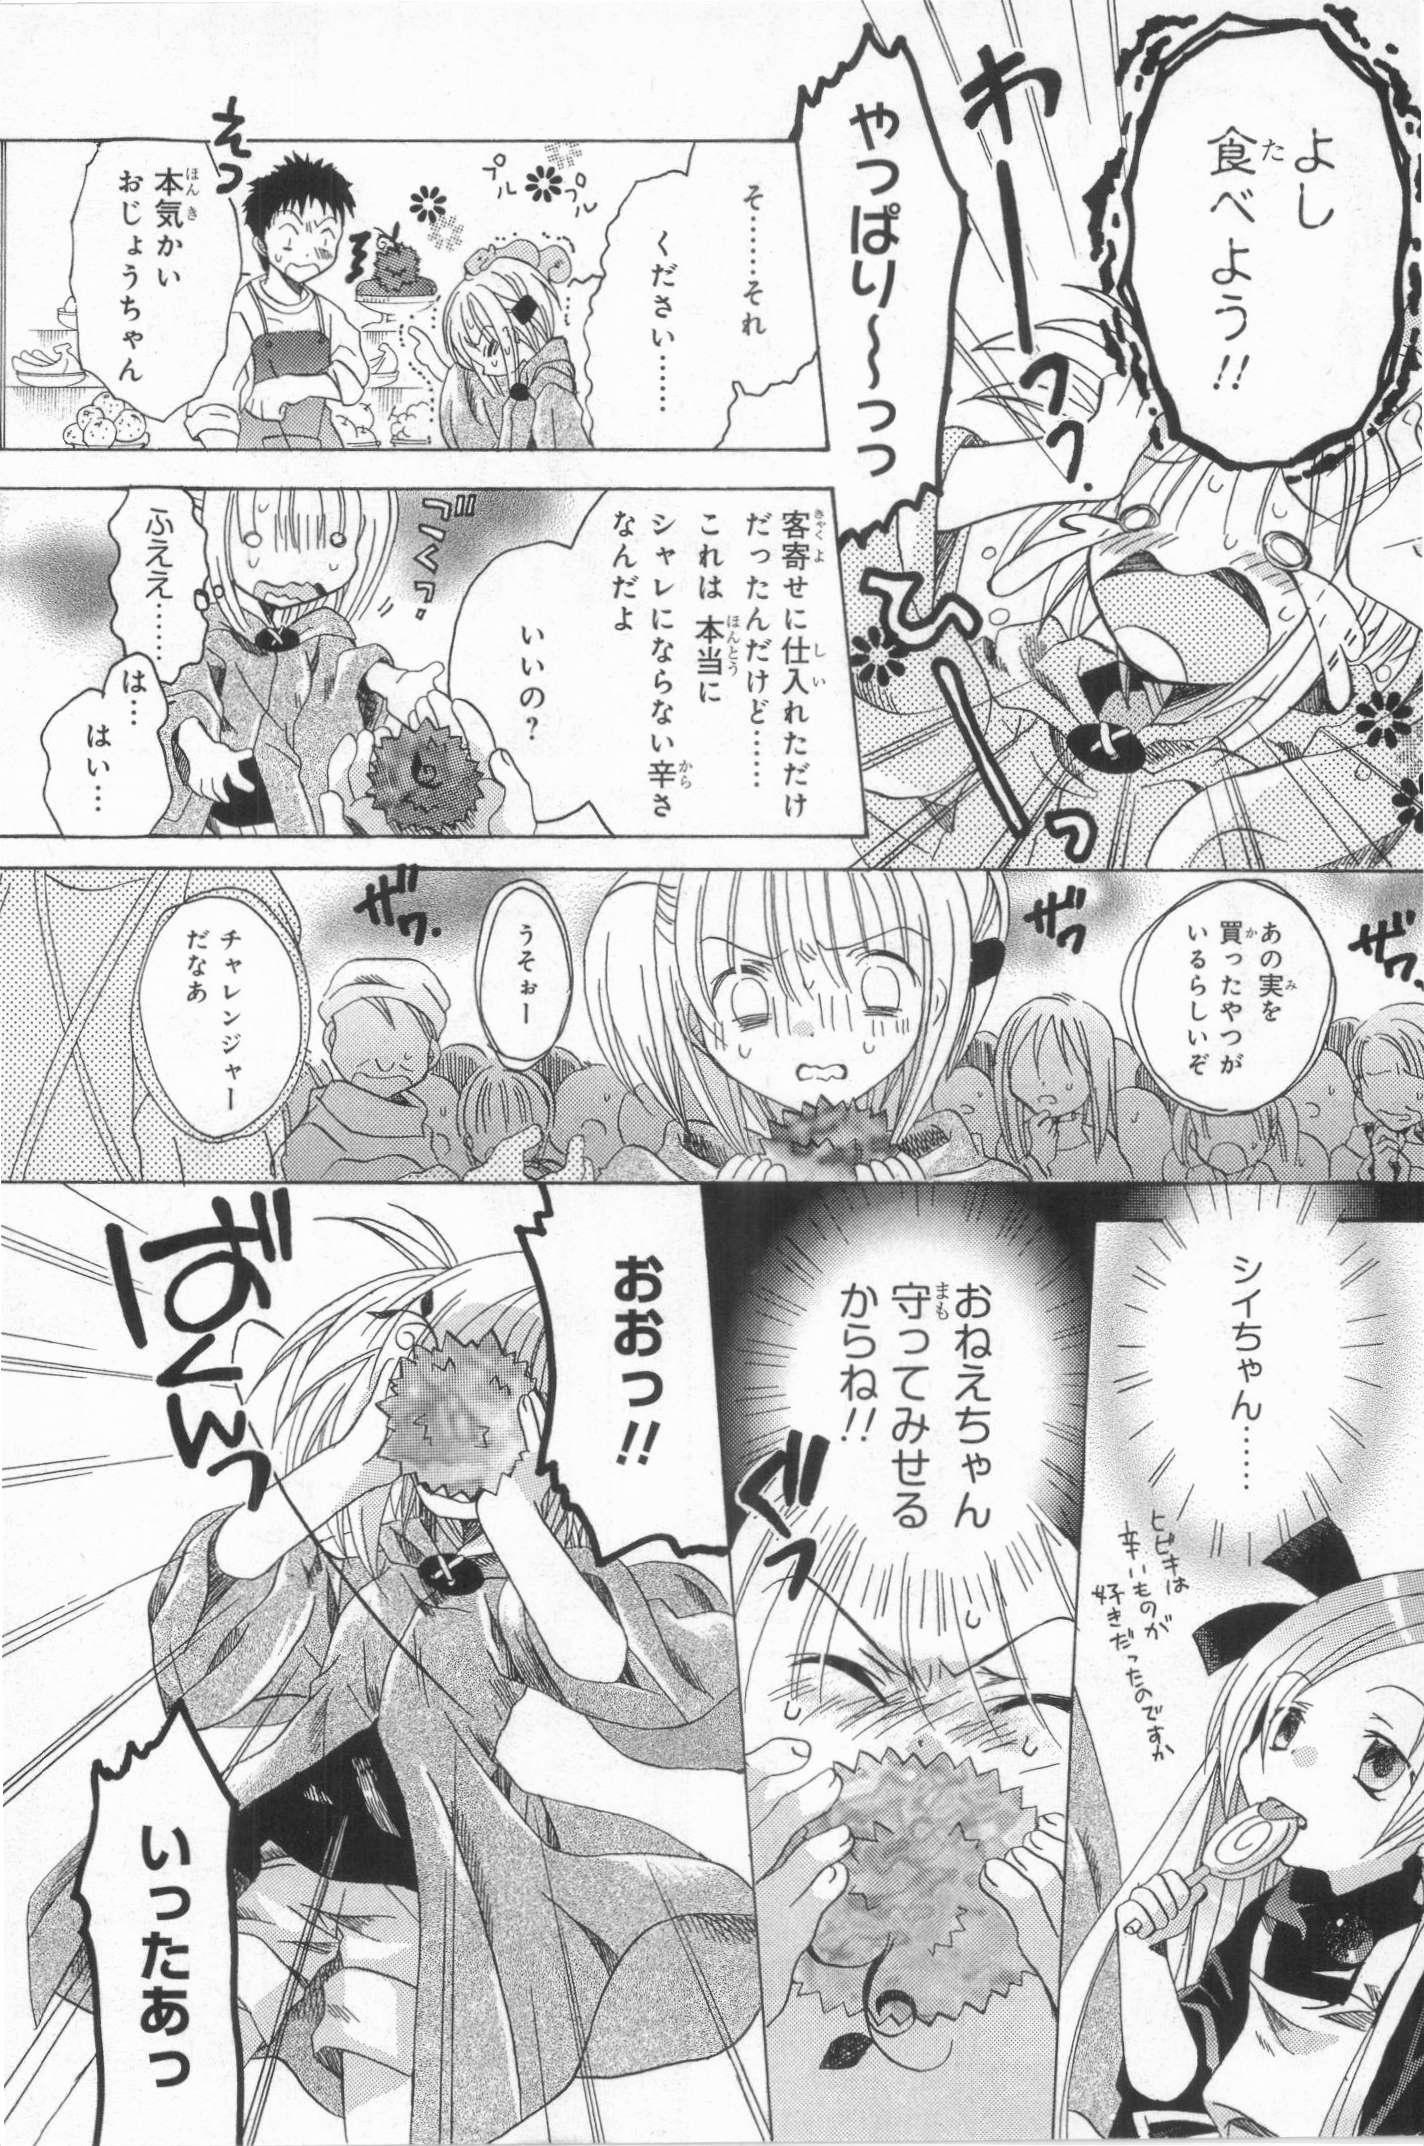 よし
食べよう!!
わーーっ
やっぱり〜〜っっ
ひーーっ
そ……それ
ください……
プル
プル
えっ
本気かい
おじょうちゃん
客寄せに仕入れただけ
だったんだけど……
これは本当に
シャレにならない辛さ
なんだよ
いいの?
ふええ……
は…
はい…
あの実を
買ったやつが
いるらしいぞ
ザワッ
ザワッ
うそぉー
ザワッ
チャレンジャー
だなあ
シイちゃん……
ヒビキは
辛いものが
好きだったのですか
おねえちゃん
守ってみせる
からね!!
ぐっ
おおっ!!
ばくんっ
いったあっ